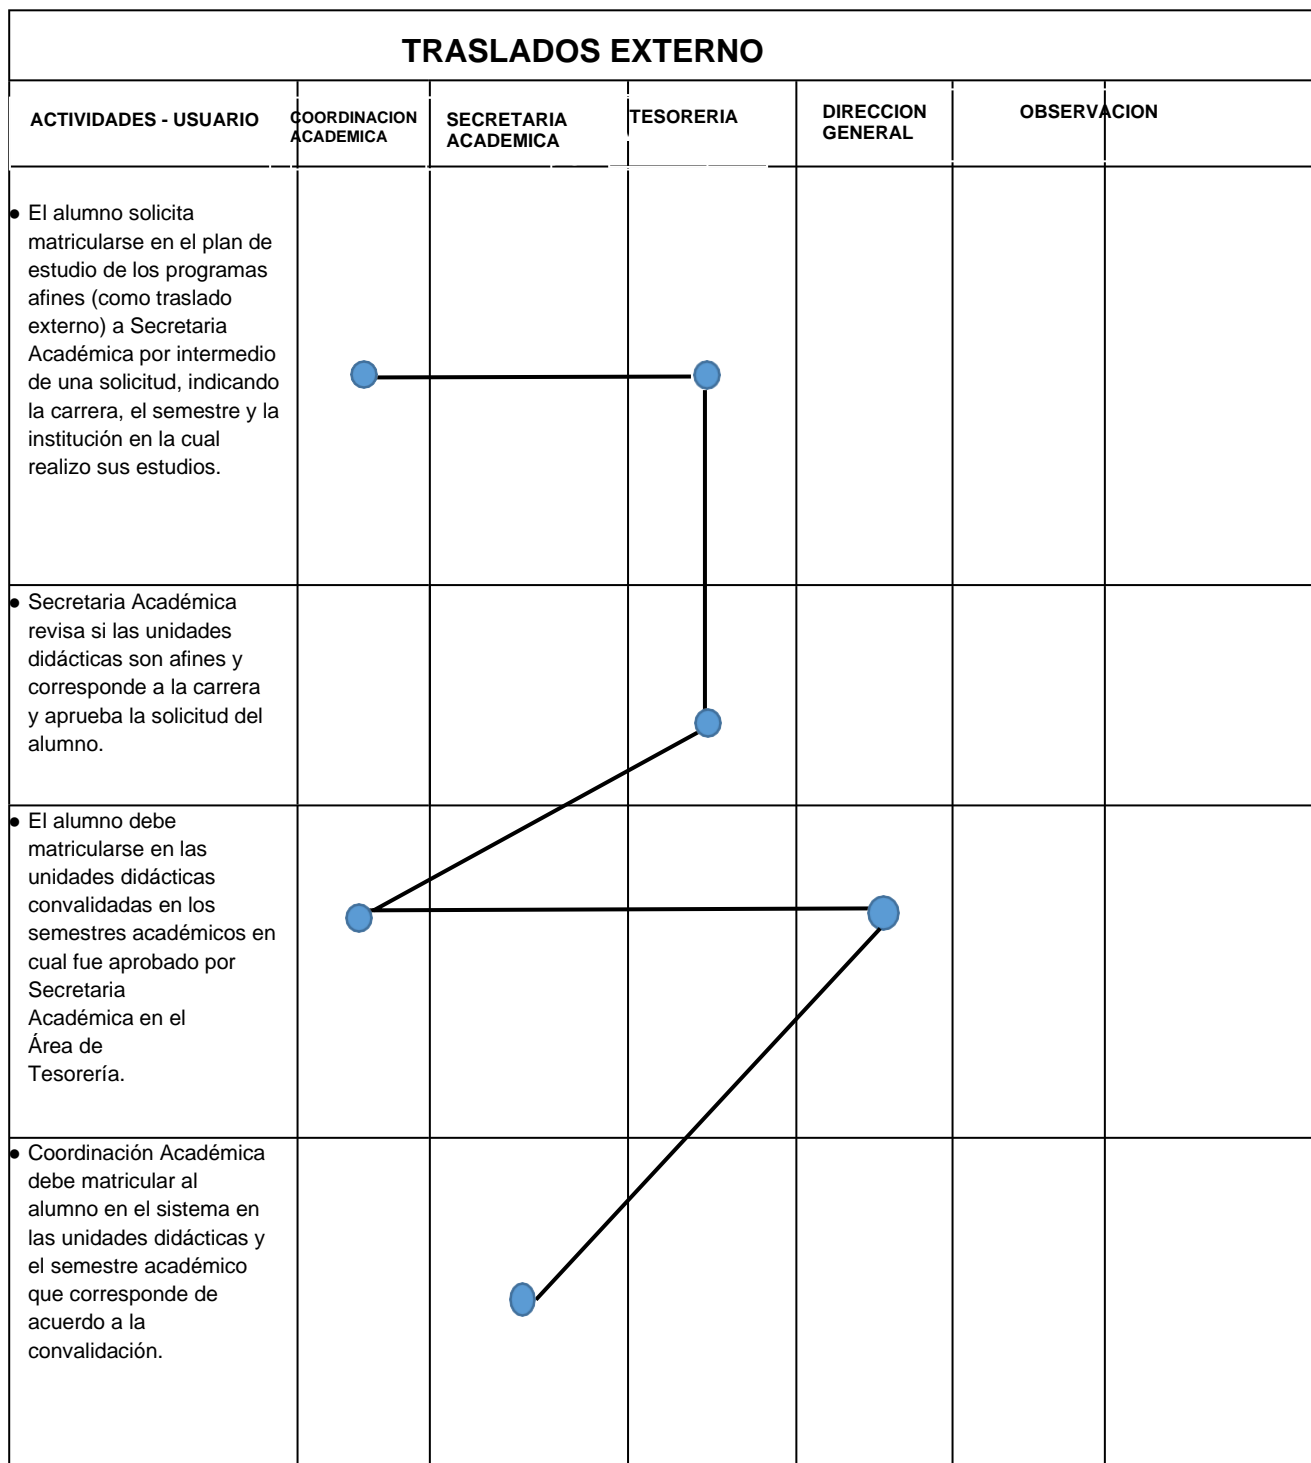 TRASLADOS EXTERNO
ACTIVIDADES - USUARIO
COORDINACION
ACADEMICA
SECRETARIA
ACADEMICA
TESORERIA
DIRECCION
GENERAL
OBSERVACION
● El alumno solicita
matricularse en el plan de
estudio de los programas
afines (como traslado
externo) a Secretaria
Académica por intermedio
de una solicitud, indicando
la carrera, el semestre y la
institución en la cual
realizo sus estudios.
● Secretaria Académica
revisa si las unidades
didácticas son afines y
corresponde a la carrera
y aprueba la solicitud del
alumno.
● El alumno debe
matricularse en las
unidades didácticas
convalidadas en los
semestres académicos en
cual fue aprobado por
Secretaria
Académica en el
Área de
Tesorería.
● Coordinación Académica
debe matricular al
alumno en el sistema en
las unidades didácticas y
el semestre académico
que corresponde de
acuerdo a la
convalidación.